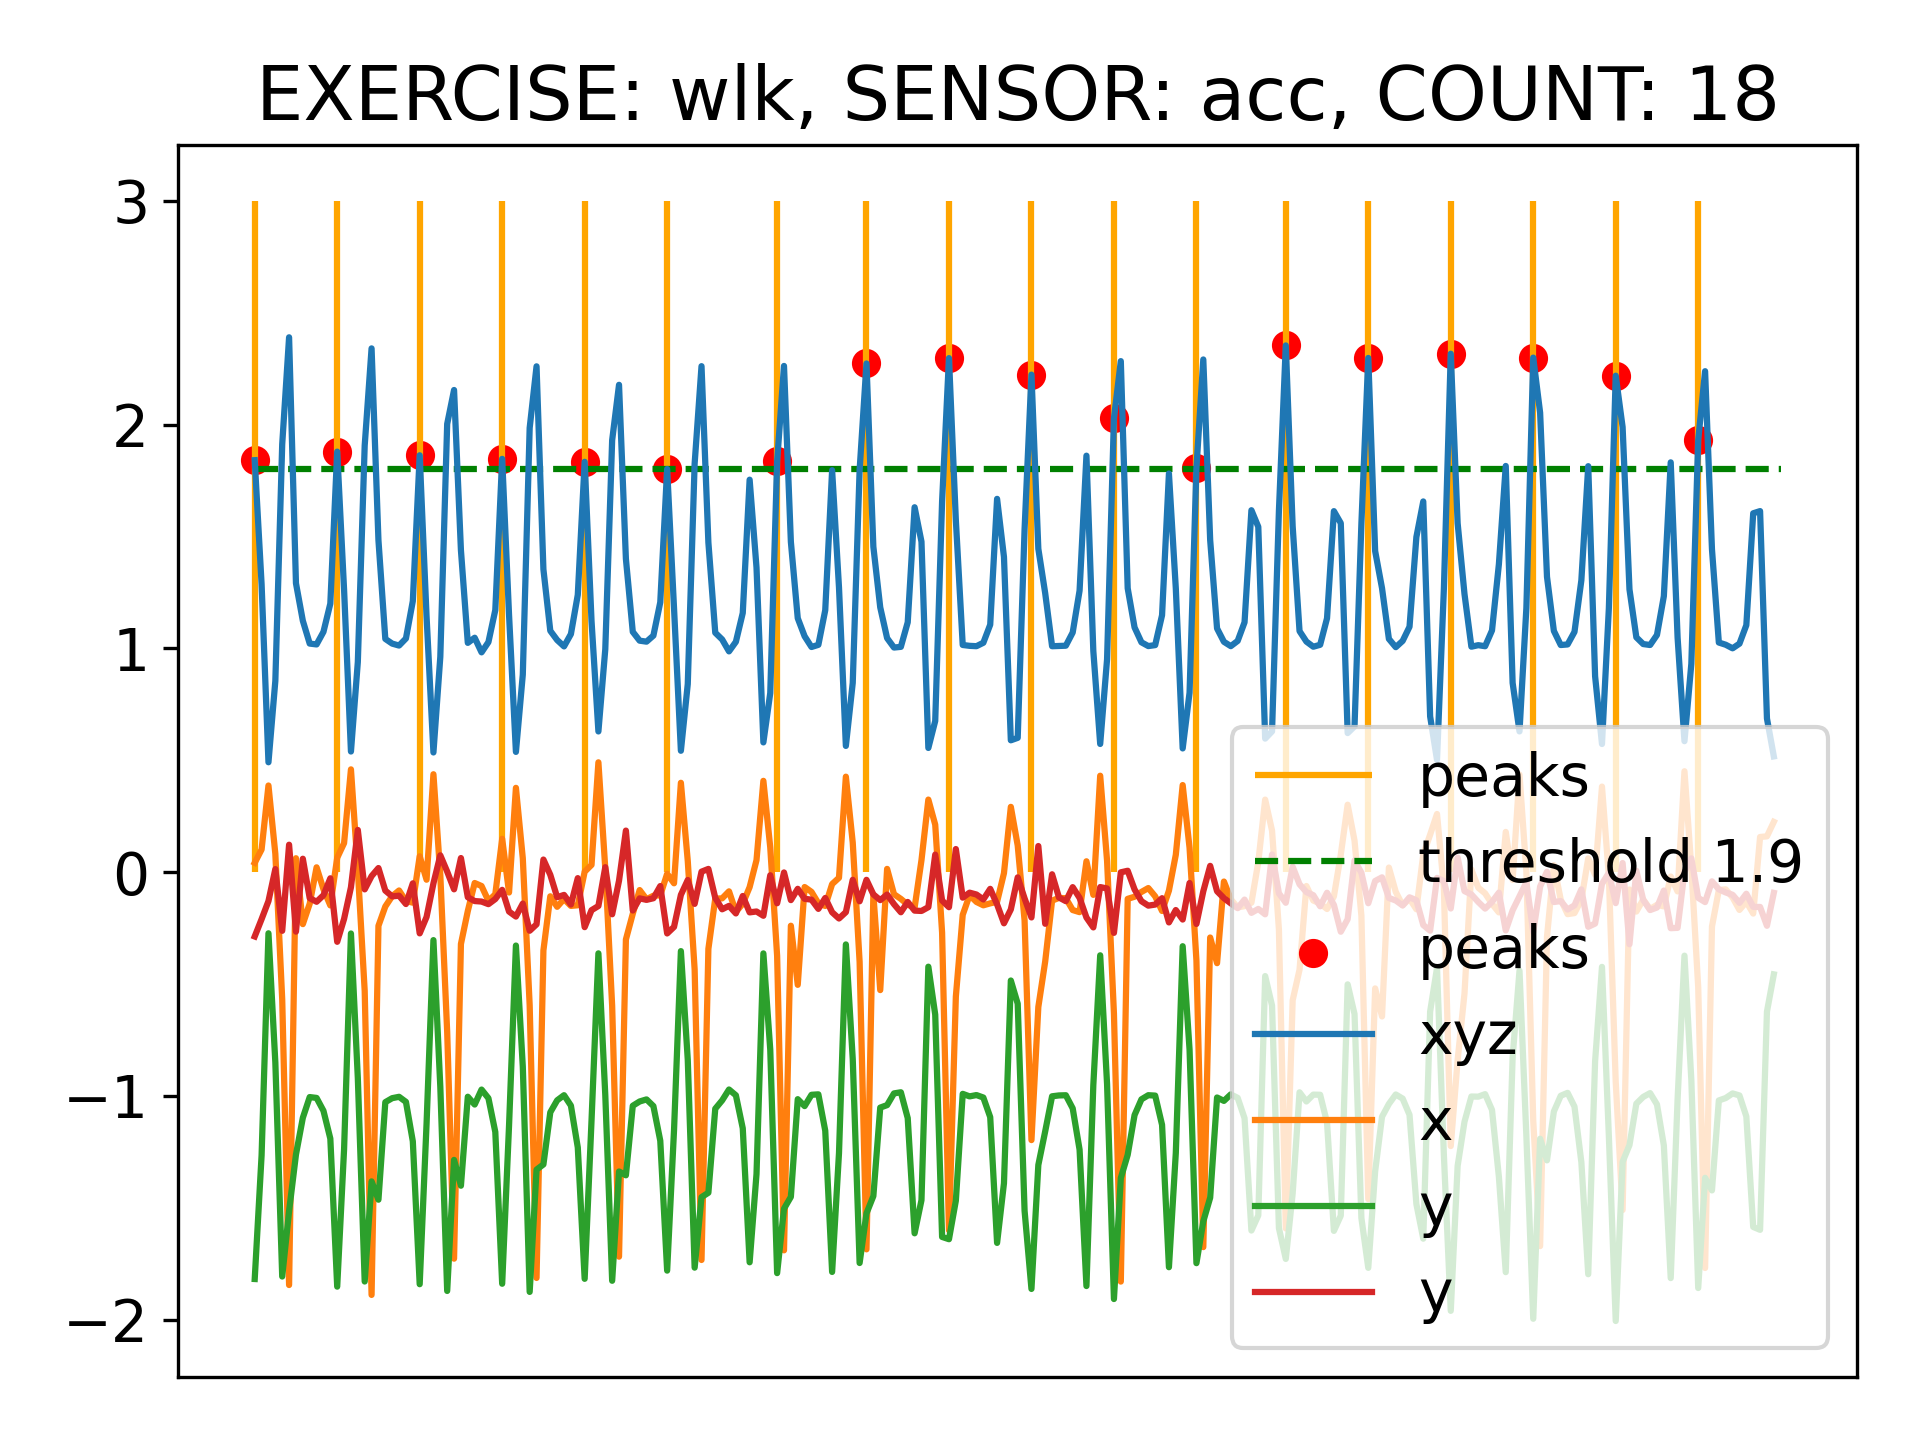 EXERCISE: wlk, SENSOR: acc, COUNT: 18
3
2
1
0
−1
−2
peaks
threshold 1.9
peaks
xyz
x
y
y